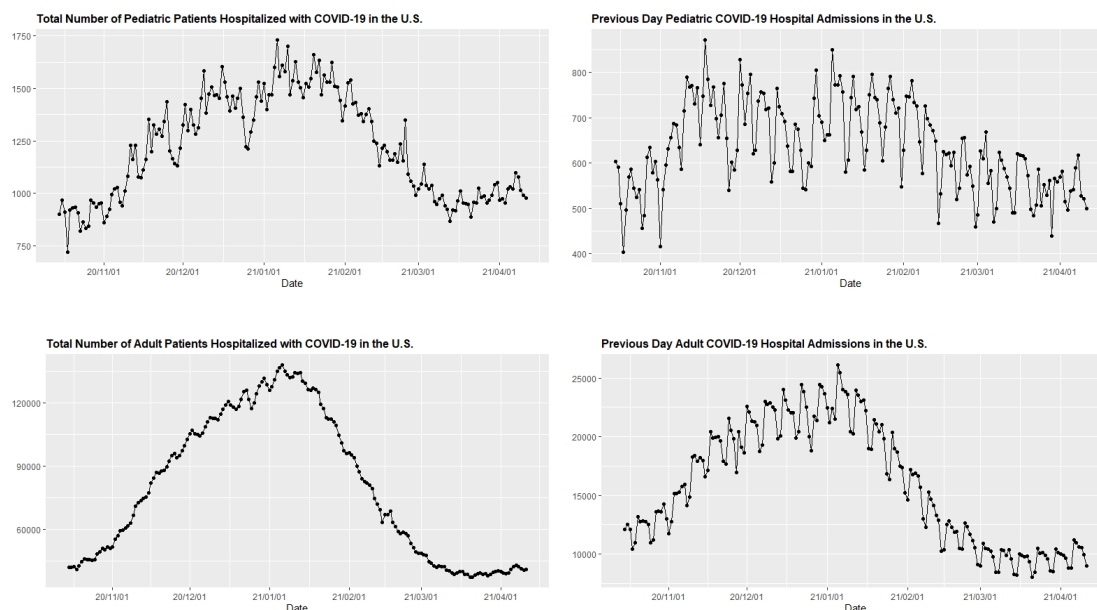 Total Number of Pediatric Patients Hospitalized with COVID-19 in the U.S.
1750
1500
1250
1000
750
20/11/01 20/12/01 21/01/01 21/02/01 21/03/01 21/04/01
Date
Previous Day Pediatric COVID-19 Hospital Admissions in the U.S.
800
700
600
500
400
20/11/01 20/12/01 21/01/01 21/02/01 21/03/01 21/04/01
Date
Total Number of Adult Patients Hospitalized with COVID-19 in the U.S.
120000
90000
60000
20/11/01 20/12/01 21/01/01 21/02/01 21/03/01 21/04/01
Date
Previous Day Adult COVID-19 Hospital Admissions in the U.S.
25000
20000
15000
10000
20/11/01 20/12/01 21/01/01 21/02/01 21/03/01 21/04/01
Date